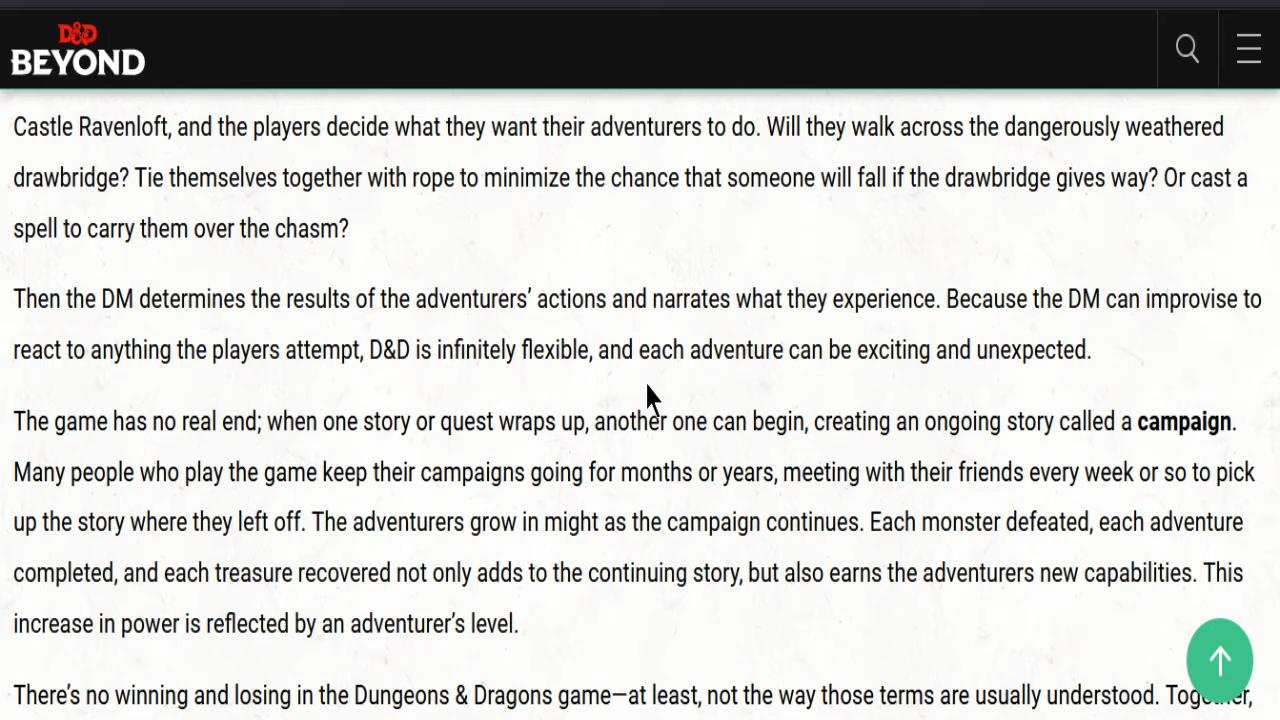 D&D
BEYOND
Castle Ravenloft, and the players decide what they want their adventurers to do. Will they walk across the dangerously weathered
drawbridge? Tie themselves together with rope to minimize the chance that someone will fall if the drawbridge gives way? Or cast a
spell to carry them over the chasm?
Then the DM determines the results of the adventurers’ actions and narrates what they experience. Because the DM can improvise to
react to anything the players attempt, D&D is infinitely flexible, and each adventure can be exciting and unexpected.
The game has no real end; when one story or quest wraps up, another one can begin, creating an ongoing story called a campaign.
Many people who play the game keep their campaigns going for months or years, meeting with their friends every week or so to pick
up the story where they left off. The adventurers grow in might as the campaign continues. Each monster defeated, each adventure
completed, and each treasure recovered not only adds to the continuing story, but also earns the adventurers new capabilities. This
increase in power is reflected by an adventurer’s level.
There’s no winning and losing in the Dungeons & Dragons game—at least, not the way those terms are usually understood.